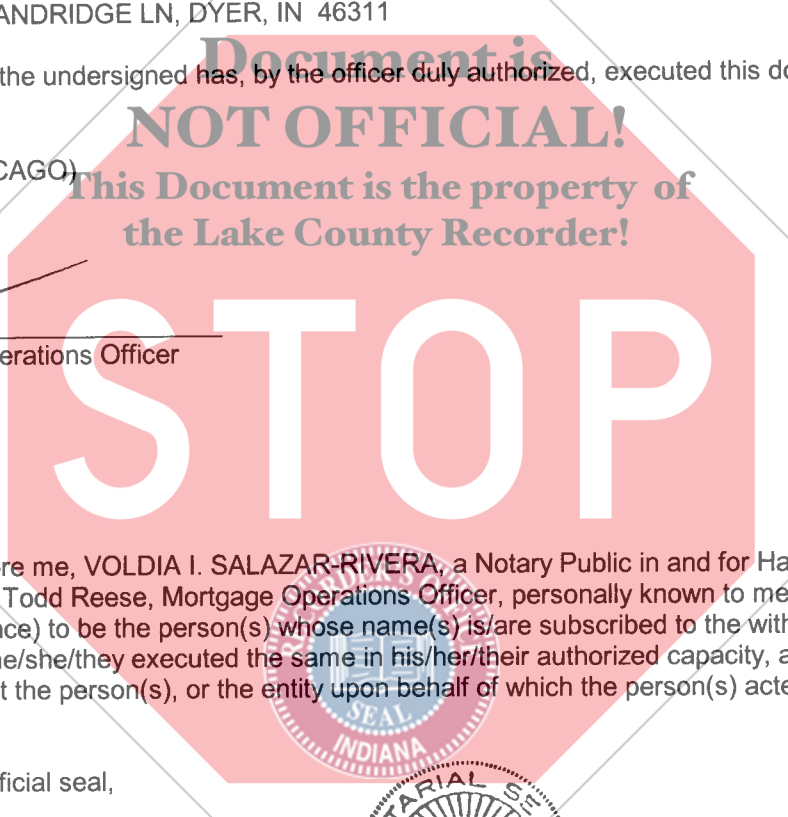 ANDRIDGE LN, DYER, IN 46311
Document is
the undersigned has, by the officer duly authorized, executed this do
NOT OFFICIAL!
CAGO)
This Document is the property of
the Lake County Recorder!
erations Officer
STOP
re me, VOLDIA I. SALAZAR-RIVERA, a Notary Public in and for Ha
Todd Reese, Mortgage Operations Officer, personally known to me
nce) to be the person(s) whose name(s) is/are subscribed to the with
he/she/they executed the same in his/her/their authorized capacity, a
t the person(s), or the entity upon behalf of which the person(s) acte
RECORDER'S OFFICE
SEAL
INDIANA
ficial seal,
TARIAL SE